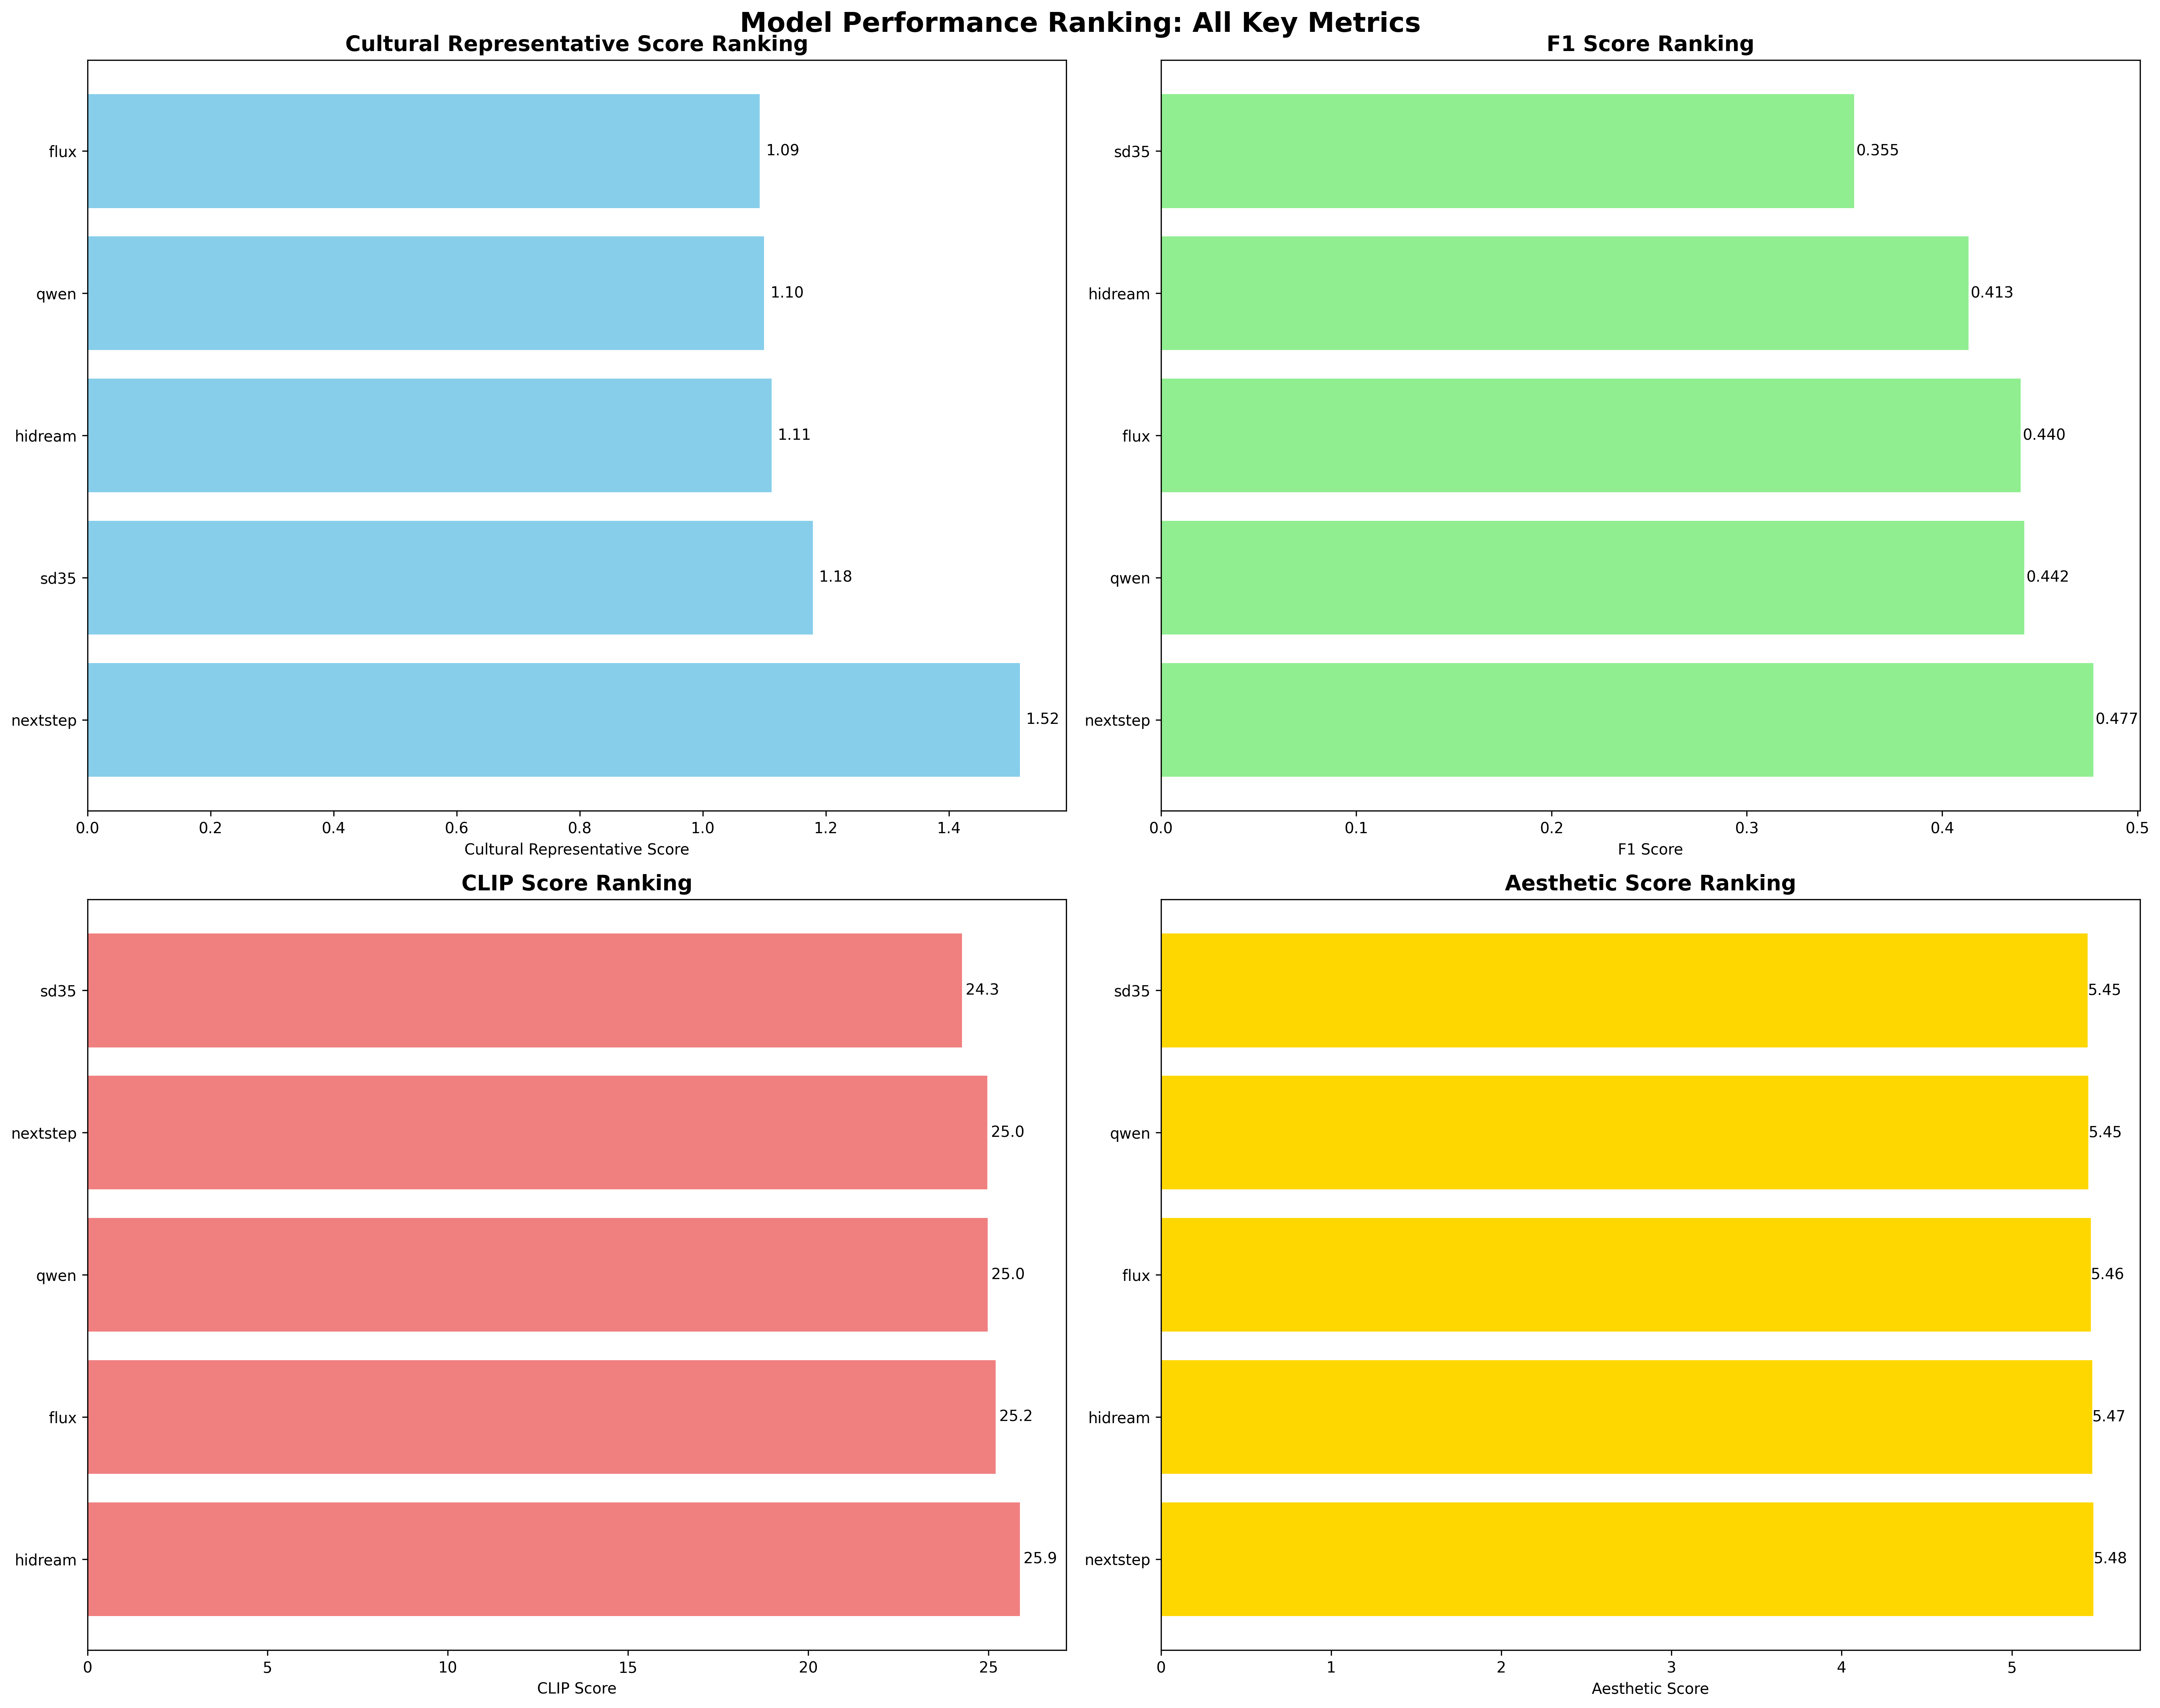 Model Performance Ranking: All Key Metrics
Cultural Representative Score Ranking
flux
1.09
qwen
1.10
hidream
1.11
sd35
1.18
nextstep
1.52
0.0 0.2 0.4 0.6 0.8 1.0 1.2 1.4
Cultural Representative Score
F1 Score Ranking
sd35
0.355
hidream
0.413
flux
0.440
qwen
0.442
nextstep
0.477
0.0 0.1 0.2 0.3 0.4 0.5
F1 Score
CLIP Score Ranking
sd35
24.3
nextstep
25.0
qwen
25.0
flux
25.2
hidream
25.9
0 5 10 15 20 25
CLIP Score
Aesthetic Score Ranking
sd35
5.45
qwen
5.45
flux
5.46
hidream
5.47
nextstep
5.48
0 1 2 3 4 5
Aesthetic Score